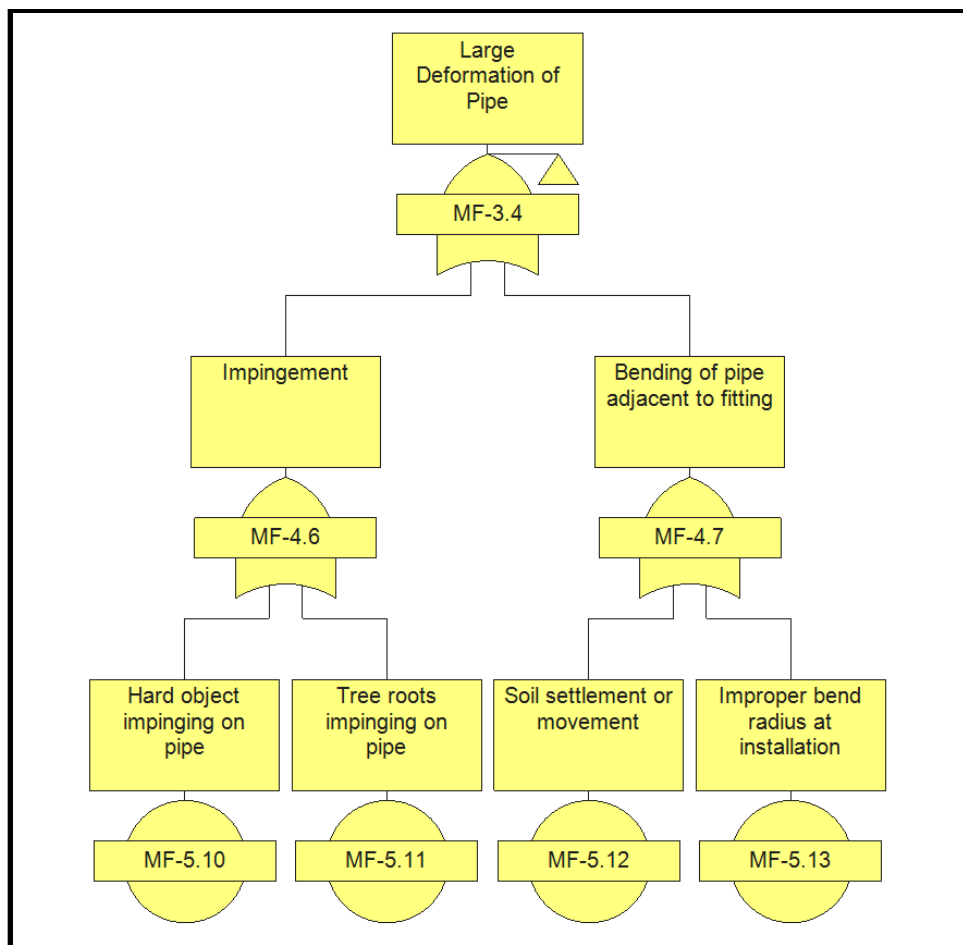 Large
Deformation of
Pipe
MF-3.4
Impingement
Bending of pipe
adjacent to fitting
MF-4.6
MF-4.7
Hard object
impinging on
pipe
Tree roots
impinging on
pipe
Soil settlement or
movement
Improper bend
radius at
installation
MF-5.10
MF-5.11
MF-5.12
MF-5.13